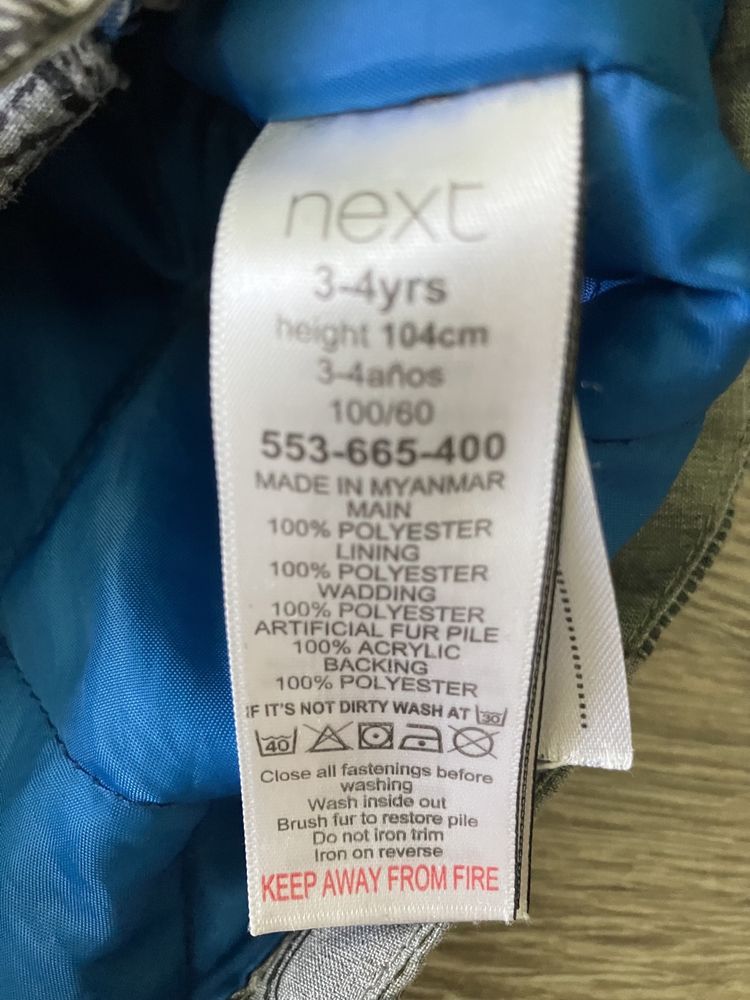 next
3-4yrs
height 104cm
3-4años
100/60
553-665-400
MADE IN MYANMAR
MAIN
100% POLYESTER
LINING
100% POLYESTER
WADDING
100% POLYESTER
ARTIFICIAL FUR PILE
100% ACRYLIC
BACKING
100% POLYESTER
IF IT'S NOT DIRTY WASH AT 30
40
Close all fastenings before
washing
Wash inside out
Brush fur to restore pile
Do not iron trim
Iron on reverse
KEEP AWAY FROM FIRE